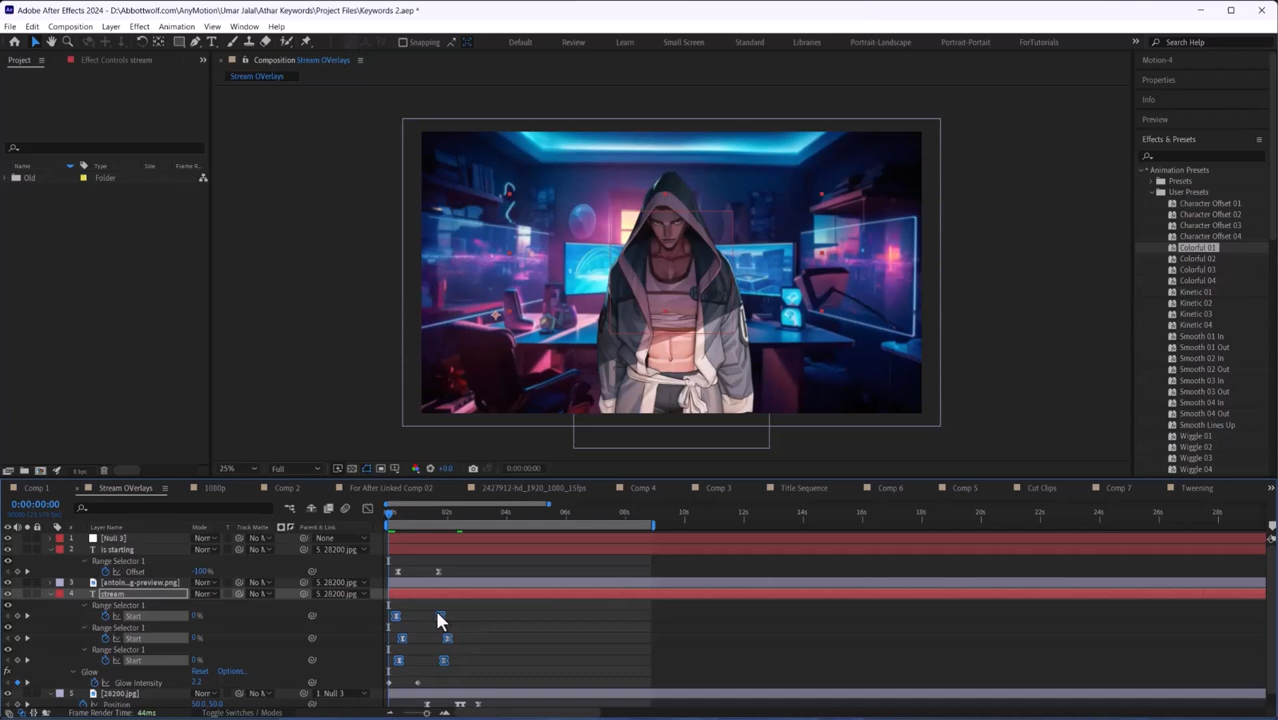 Adobe After Effects 2024 - D:\Abbottwolf.com\AnyMotion\Umar Jalal\Athar Keywords\Project Files\Keywords 2.aep *
File Edit Composition Layer Effect Animation View Window Help
Snapping Default Review Learn Small Screen Standard Libraries Portrait-Landscape Portrait-Portait ForTutorials Search Help
Project Effect Controls stream Composition Stream OVerlays Motion-4
Stream OVerlays Properties
Info
Preview
Effects & Presets
Name Type Size Frame R...
Old Folder
Animation Presets
Presets
User Presets
Character Offset 01
Character Offset 02
Character Offset 03
Character Offset 04
Colorful 01
Colorful 02
Colorful 03
Colorful 04
Kinetic 01
Kinetic 02
Kinetic 03
Kinetic 04
Smooth 01 In
Smooth 01 Out
Smooth 02 In
Smooth 02 Out
Smooth 03 In
Smooth 03 Out
Smooth 04 In
Smooth 04 Out
Smooth Lines Up
Wiggle 01
Wiggle 02
Wiggle 03
Wiggle 04
8 bpc 25% Full +0.0 0:00:00:00
Comp 1 Stream OVerlays 1080p Comp 2 For After Linked Comp 02 2427912-hd_1920_1080_15fps Comp 4 Comp 3 Title Sequence Comp 6 Comp 5 Cut Clips Comp 7 Tweening
0:00:00:00
02s 04s 06s 08s 10s 12s 14s 16s 18s 20s 22s 24s 26s 28s
# Layer Name Mode T Track Matte Parent & Link
1 [Null 3] Norm No M None
2 T is starting Norm No M 5. 28200.jpg
Range Selector 1
Offset -100%
3 [antoin...g-preview.png] Norm No M 5. 28200.jpg
4 T stream Norm No M 5. 28200.jpg
Range Selector 1
Start 0 %
Range Selector 1
Start 0 %
Range Selector 1
Start 0 %
Glow Reset Options...
Glow Intensity 2.2
5 [28200.jpg] Norm No M 1. Null 3
Position 50.0,50.0
Frame Render Time: 44ms Toggle Switches / Modes